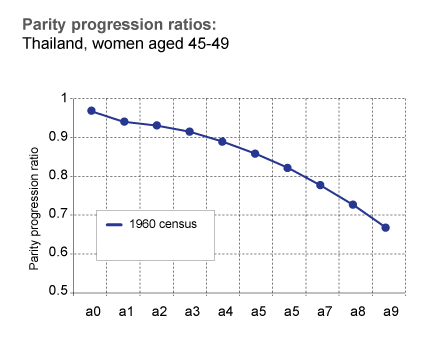 Parity progression ratios:
Thailand, women aged 45-49
Parity progression ratio
1
0.9
0.8
0.7
0.6
0.5
1960 census
a0 a1 a2 a3 a4 a5 a5 a7 a8 a9